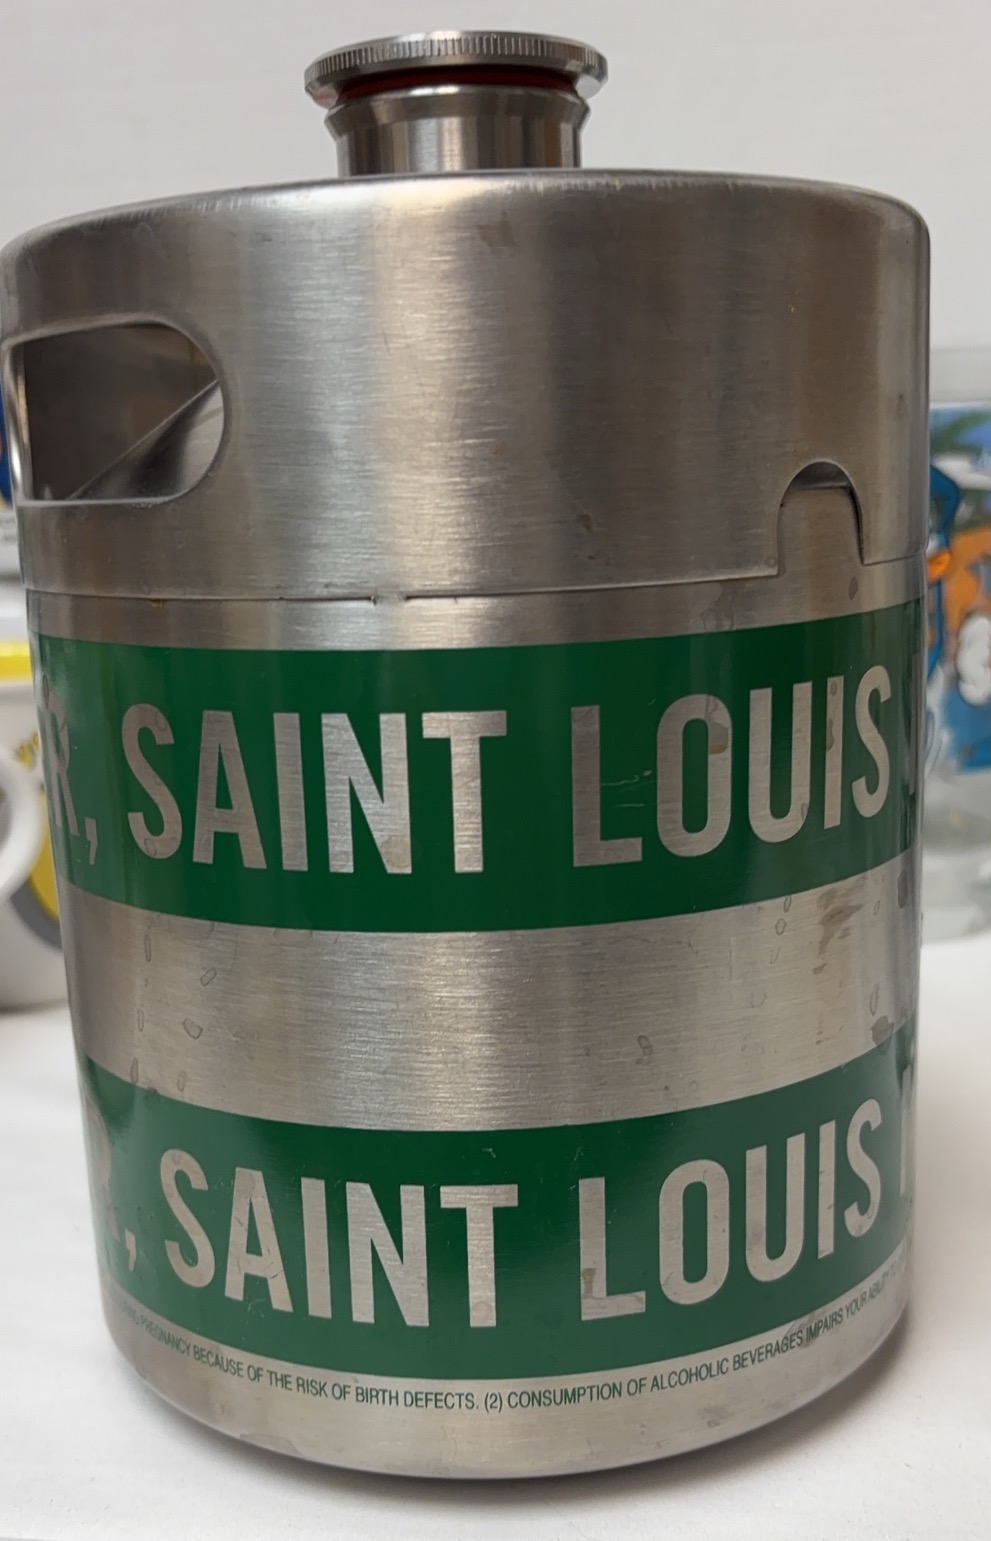 R, SAINT LOUIS
R, SAINT LOUIS
PREGNANCY BECAUSE OF THE RISK OF BIRTH DEFECTS. (2) CONSUMPTION OF ALCOHOLIC BEVERAGES IMPAIRS YOUR ABILITY TO